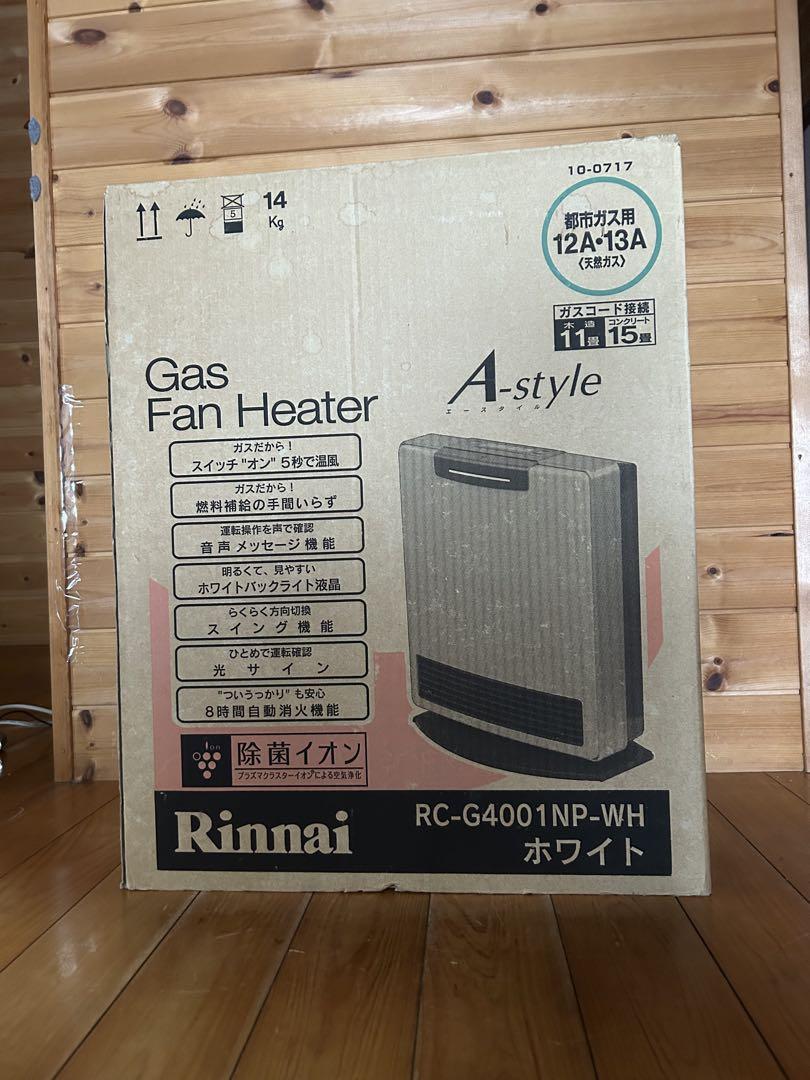 10-0717
14
Kg
5
都市ガス用
12A・13A
《天然ガス》
ガスコード接続
木造 コンクリート
11畳 15畳
Gas
Fan Heater
A-style
エースタイル
ガスだから!
スイッチ"オン"5秒で温風
ガスだから!
燃料補給の手間いらず
運転操作を声で確認
音声メッセージ機能
明るくて、見やすい
ホワイトバックライト液晶
らくらく方向切換
スイング機能
ひとめで運転確認
光サイン
"ついうっかり"も安心
8時間自動消火機能
ion
除菌イオン
プラズマクラスターイオン®による空気浄化
Rinnai
RC-G4001NP-WH
ホワイト